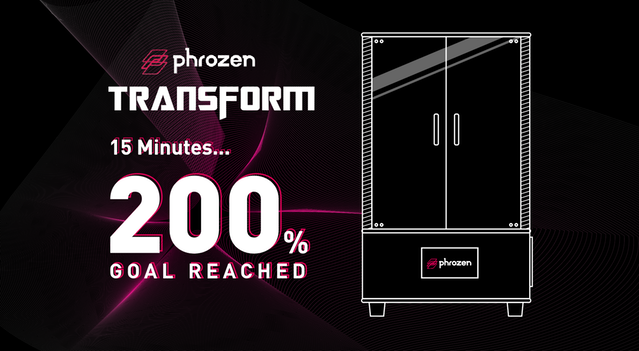 phrozen
TRANSFORM
15 Minutes...
200%
GOAL REACHED
phrozen